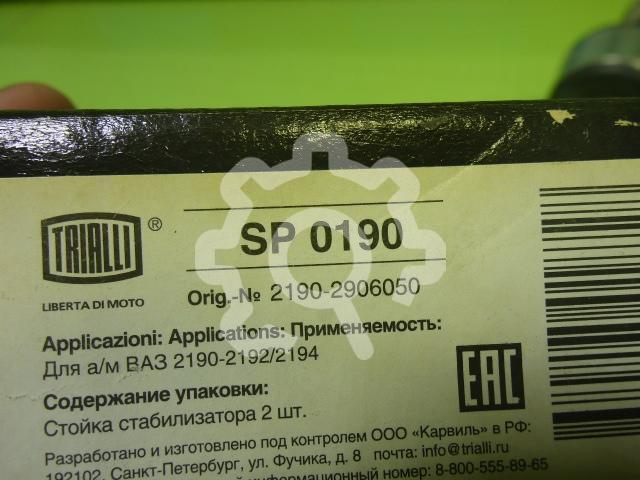 TRIALLI ®
LIBERTA DI MOTO
SP 0190
Orig.-№ 2190-2906050
Applicazioni: Applications: Применяемость:
Для а/м ВАЗ 2190-2192/2194
Содержание упаковки:
Стойка стабилизатора 2 шт.
EAC
Разработано и изготовлено под контролем ООО «Карвиль» в РФ:
192102, Санкт-Петербург, ул. Фучика, д. 8 почта: info@trialli.ru
информационный номер: 8-800-555-89-65